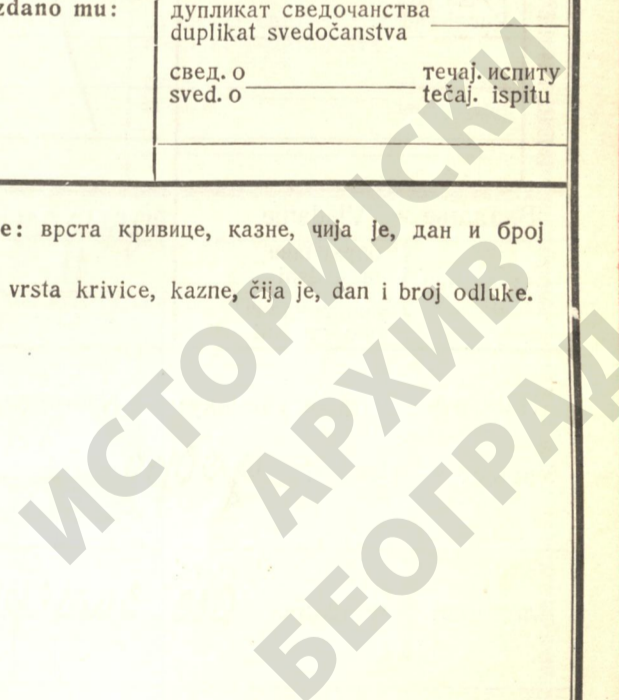 zdano mu:
дупликат сведочанства
duplikat svedočanstva
свед. о течај. испиту
sved. o tečaj. ispitu
e: врста кривице, казне, чија је, дан и број
vrsta krivice, kazne, čija je, dan i broj odluke.
ИСТОРИЈСКИ
АРХИВ
БЕОГРАД